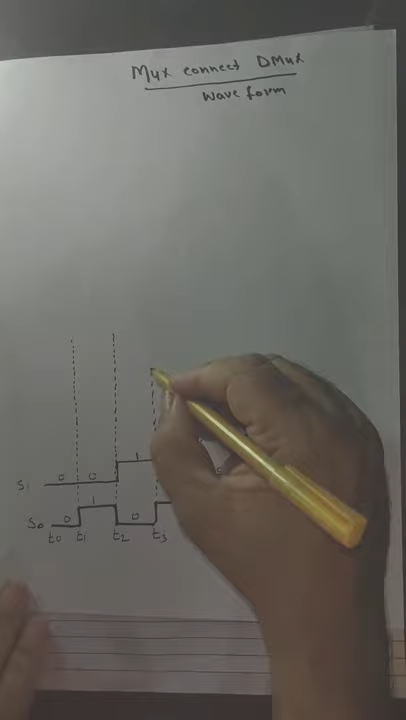 Mux connect DMux
Wave form
S1 0 0 1
S0 0 1 0
t0 t1 t2 t3